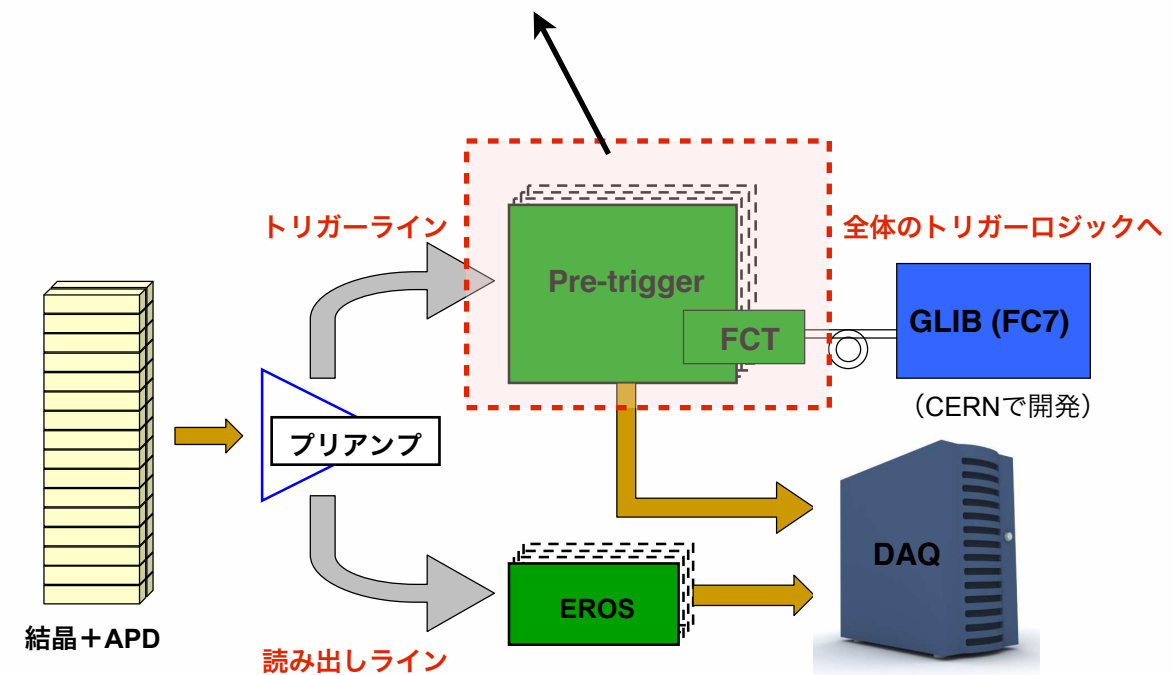 トリガーライン
全体のトリガーロジックへ
Pre-trigger
FCT
GLIB (FC7)
（CERNで開発）
プリアンプ
DAQ
EROS
結晶＋APD
読み出しライン